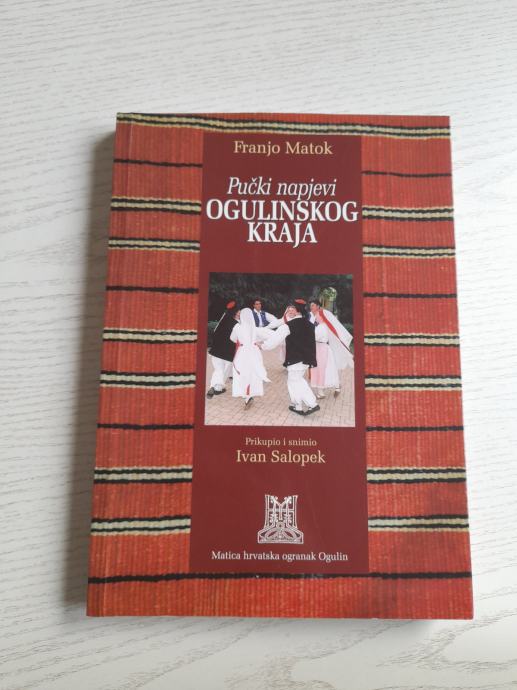 Franjo Matok
Pučki napjevi
OGULINSKOG
KRAJA
Prikupio i snimio
Ivan Salopek
Matica hrvatska ogranak Ogulin